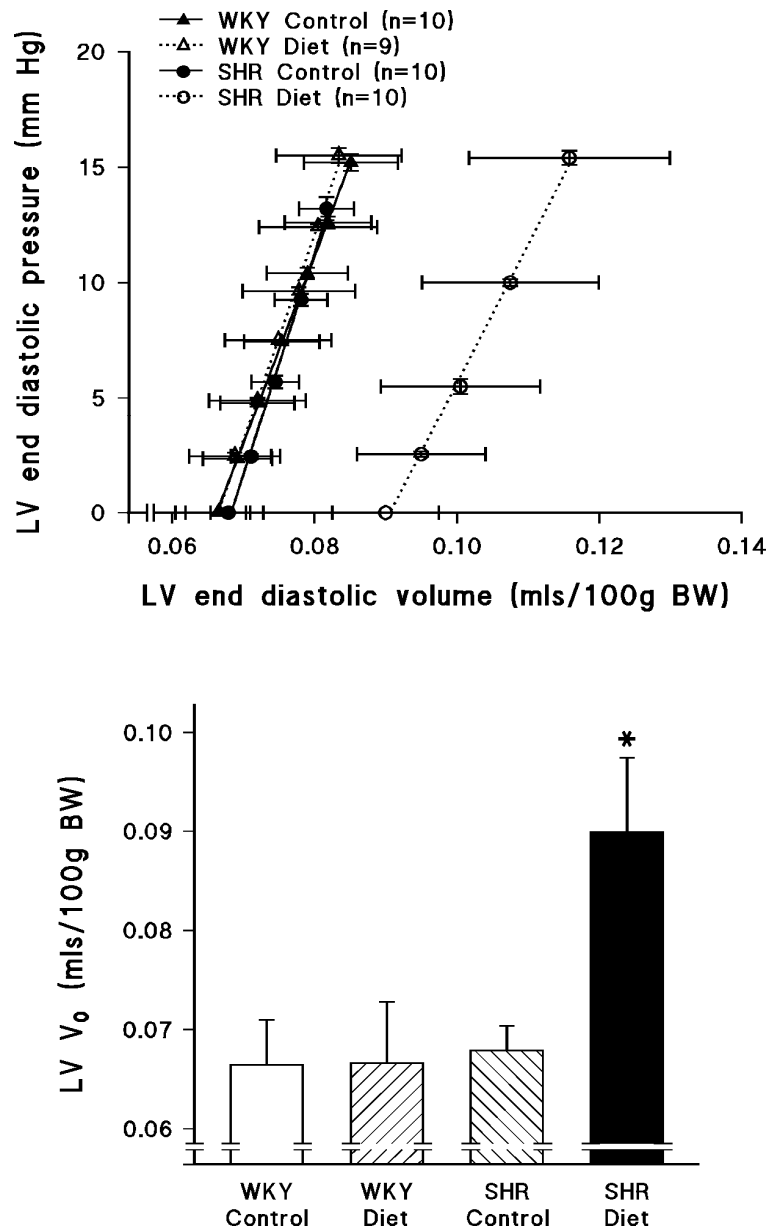 WKY Control (n=10)
WKY Diet (n=9)
SHR Control (n=10)
SHR Diet (n=10)
LV end diastolic pressure (mm Hg)
20
15
10
5
0
0.06
0.08
0.10
0.12
0.14
LV end diastolic volume (mls/100g BW)
LV V0 (mls/100g BW)
0.10
0.09
0.08
0.07
0.06
*
WKY
Control
WKY
Diet
SHR
Control
SHR
Diet